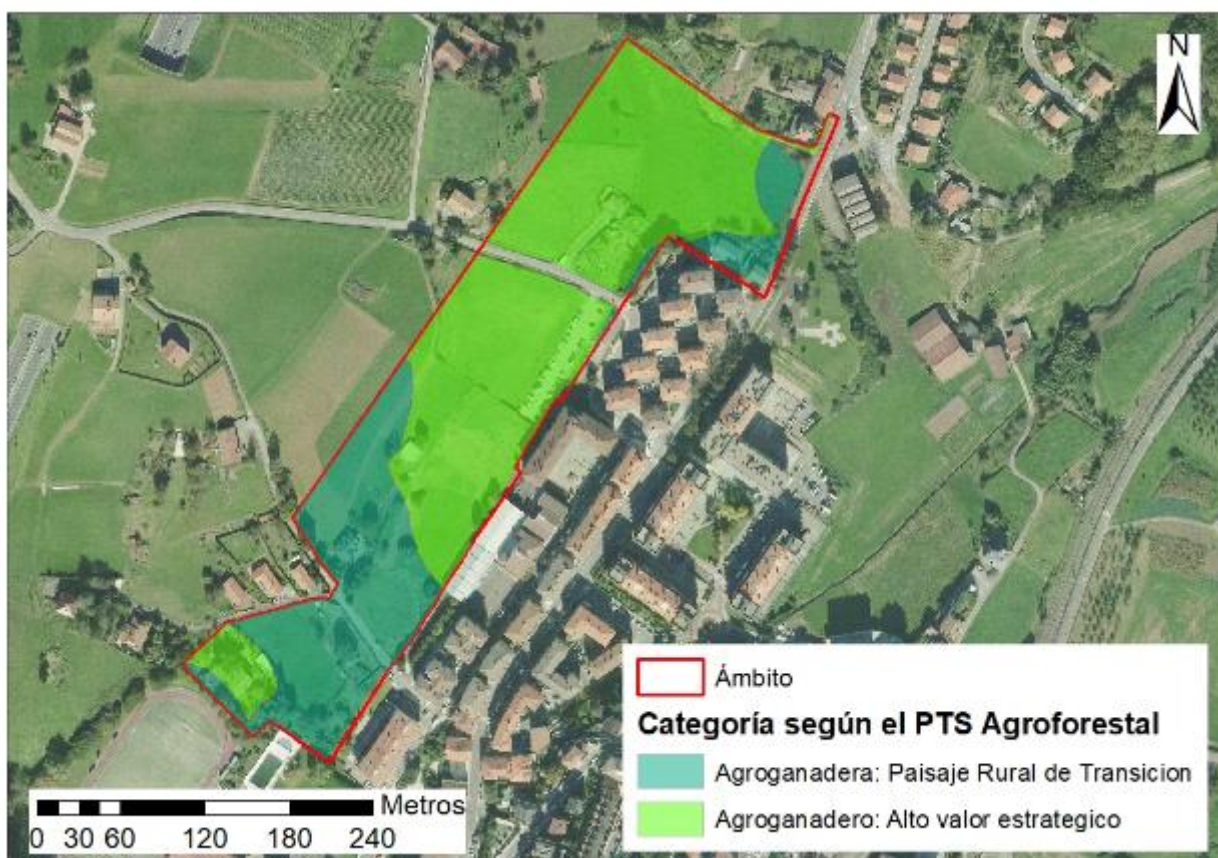 N
Ámbito
Categoría según el PTS Agroforestal
Agroganadera: Paisaje Rural de Transicion
Agroganadero: Alto valor estrategico
Metros
0 30 60 120 180 240